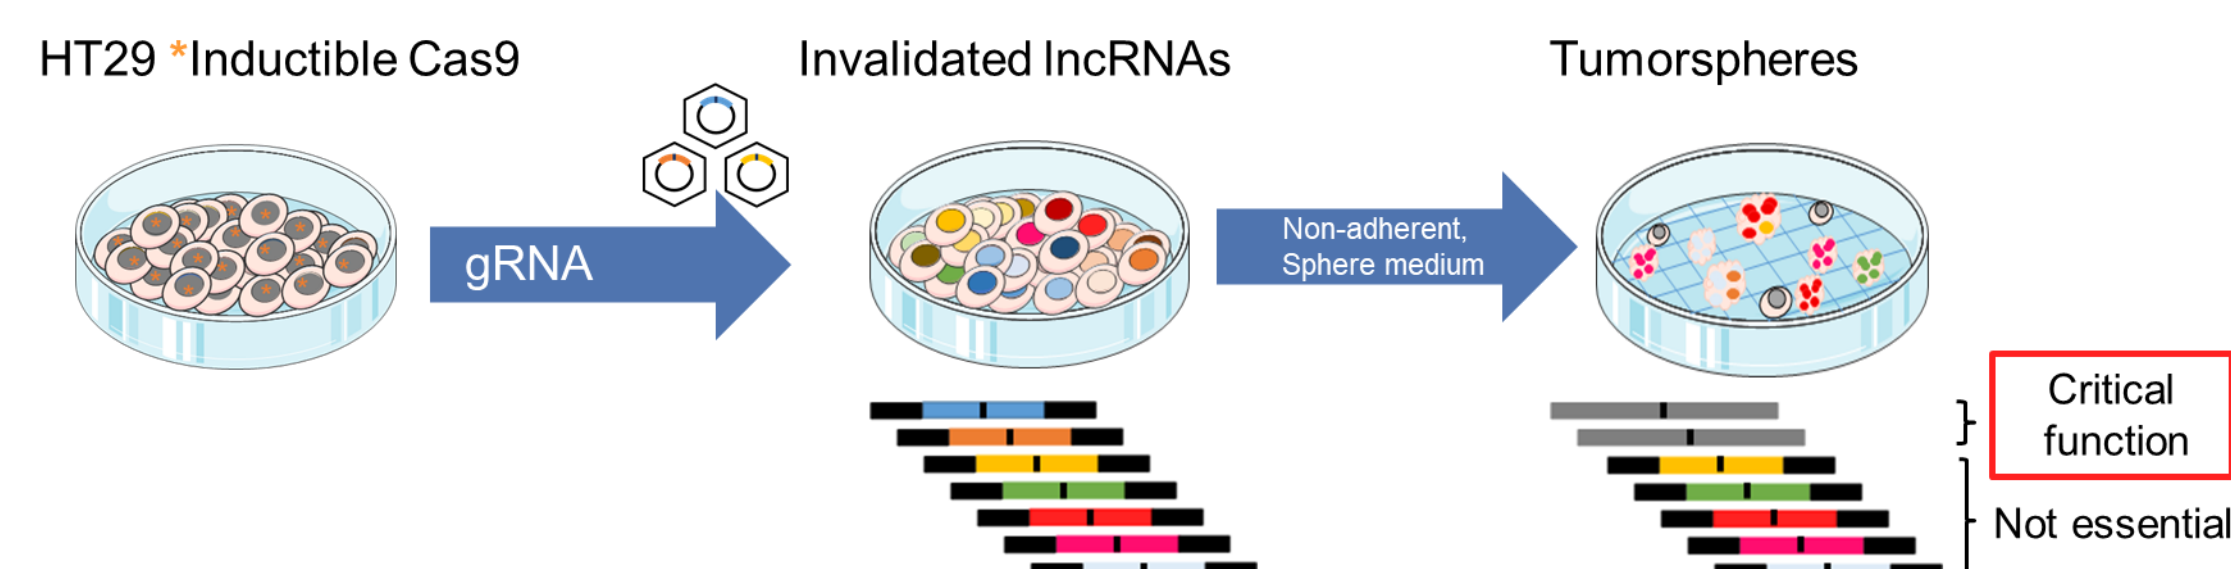 HT29 *Inductible Cas9
Invalidated lncRNAs
Tumorspheres
gRNA
Non-adherent,
Sphere medium
Critical
function
Not essential